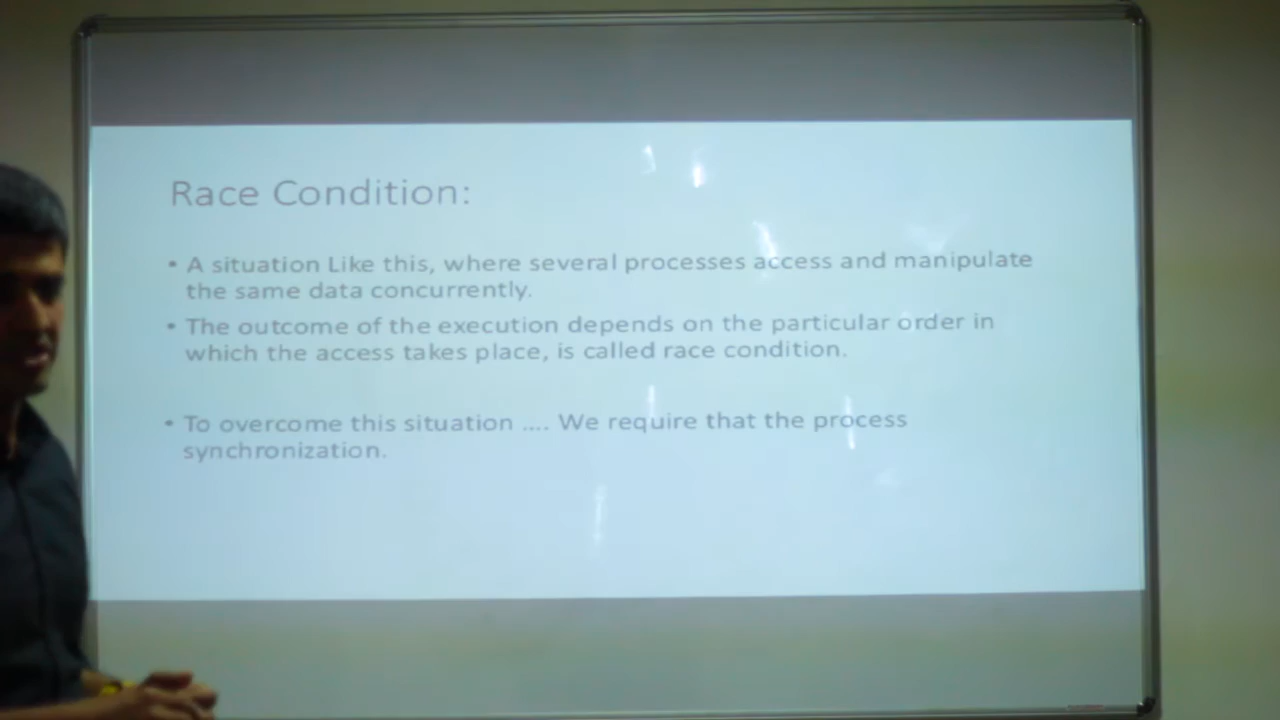 Race Condition:
• A situation Like this, where several processes access and manipulate
the same data concurrently.
• The outcome of the execution depends on the particular order in
which the access takes place, is called race condition.
• To overcome this situation .... We require that the process
synchronization.